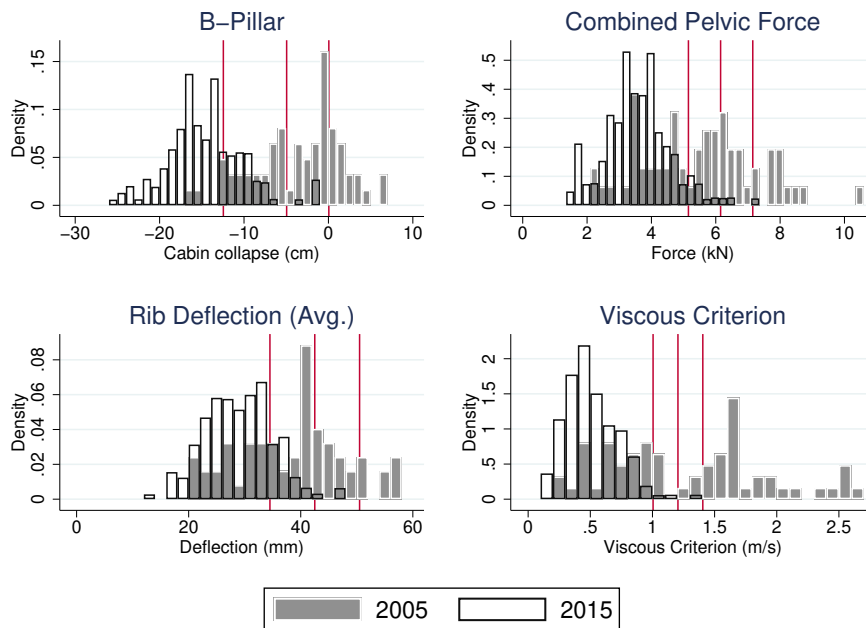 B−Pillar
Density
0 .05 .1 .15
−30 −20 −10 0 10
Cabin collapse (cm)
Combined Pelvic Force
Density
0 .1 .2 .3 .4 .5
0 2 4 6 8 10
Force (kN)
Rib Deflection (Avg.)
Density
0 .02 .04 .06 .08
0 20 40 60
Deflection (mm)
Viscous Criterion
Density
0 .5 1 1.5 2
0 .5 1 1.5 2 2.5
Viscous Criterion (m/s)
2005 2015